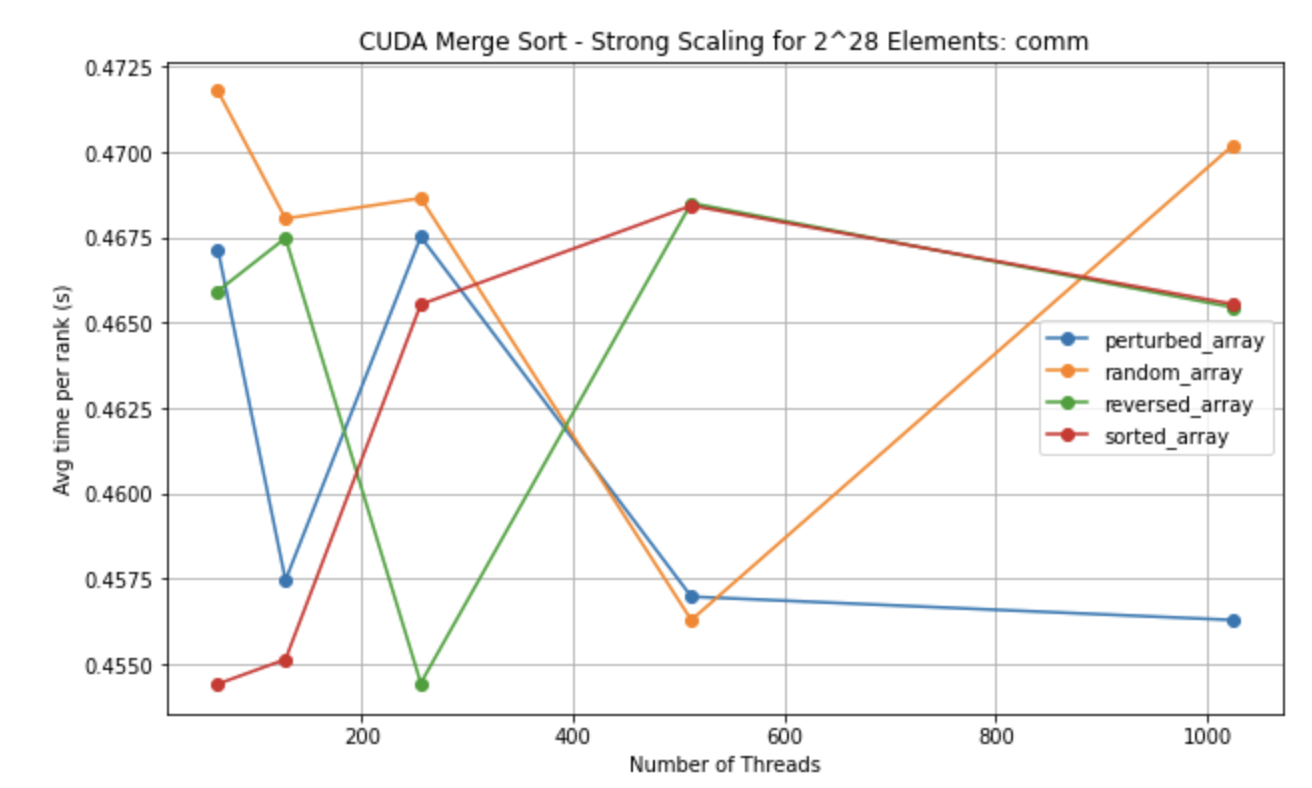 CUDA Merge Sort - Strong Scaling for 2^28 Elements: comm
0.4725
0.4700
0.4675
0.4650
0.4625
0.4600
0.4575
0.4550
Avg time per rank (s)
perturbed_array
random_array
reversed_array
sorted_array
200
400
600
800
1000
Number of Threads